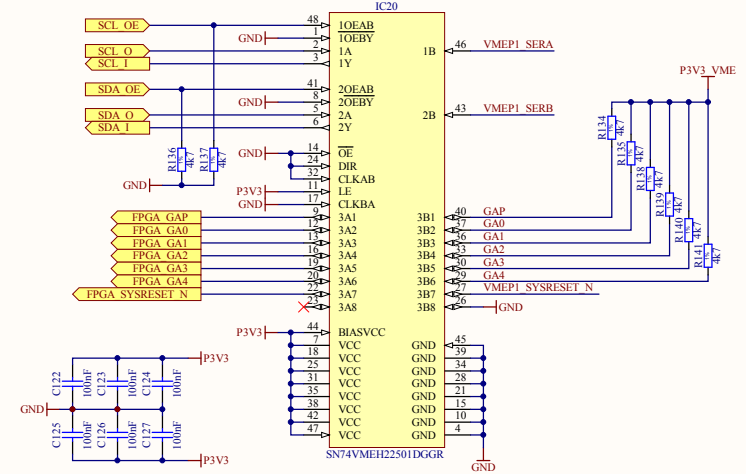 IC20
SCL_OE 48 1OEAB
GND 1 1OEBY
SCL_O 2 1A 1B 46 VMEP1_SERA
SCL_I 3 1Y
P3V3_VME
SDA_OE 41 2OEAB
GND 8 2OEBY
SDA_O 5 2A 2B 43 VMEP1_SERB
SDA_I 6 2Y
R136 1% 4k7
R137 1% 4k7
GND
R134 1% 4k7
R135 1% 4k7
R138 1% 4k7
R139 1% 4k7
R140 1% 4k7
R141 1% 4k7
GND 14 OE
24 DIR
32 CLKAB
P3V3 11 LE
GND 17 CLKBA
FPGA_GAP 9 3A1 3B1 40 GAP
FPGA_GA0 12 3A2 3B2 37 GA0
FPGA_GA1 13 3A3 3B3 36 GA1
FPGA_GA2 16 3A4 3B4 33 GA2
FPGA_GA3 19 3A5 3B5 30 GA3
FPGA_GA4 20 3A6 3B6 29 GA4
FPGA_SYSRESET_N 22 3A7 3B7 27 VMEP1_SYSRESET_N
23 3A8 3B8 26 GND
P3V3 44 BIASVCC
7 VCC GND 45
18 VCC GND 39
25 VCC GND 34
31 VCC GND 28
35 VCC GND 21
38 VCC GND 15
42 VCC GND 10
47 VCC GND 4
SN74VMEH22501DGGR
GND
P3V3
C122 100nF
C123 100nF
C124 100nF
GND
C125 100nF
C126 100nF
C127 100nF
P3V3